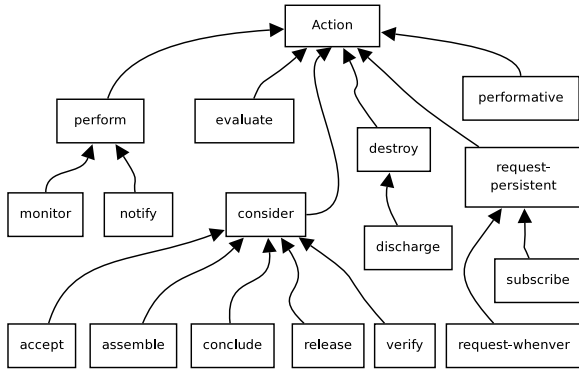 Action
performative
evaluate
perform
destroy
request-
persistent
monitor
notify
consider
discharge
subscribe
accept
assemble
conclude
release
verify
request-whenver